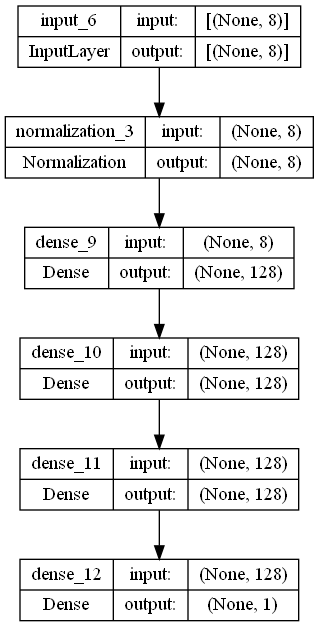 input_6 input: [(None, 8)]
InputLayer output: [(None, 8)]
normalization_3 input: (None, 8)
Normalization output: (None, 8)
dense_9 input: (None, 8)
Dense output: (None, 128)
dense_10 input: (None, 128)
Dense output: (None, 128)
dense_11 input: (None, 128)
Dense output: (None, 128)
dense_12 input: (None, 128)
Dense output: (None, 1)